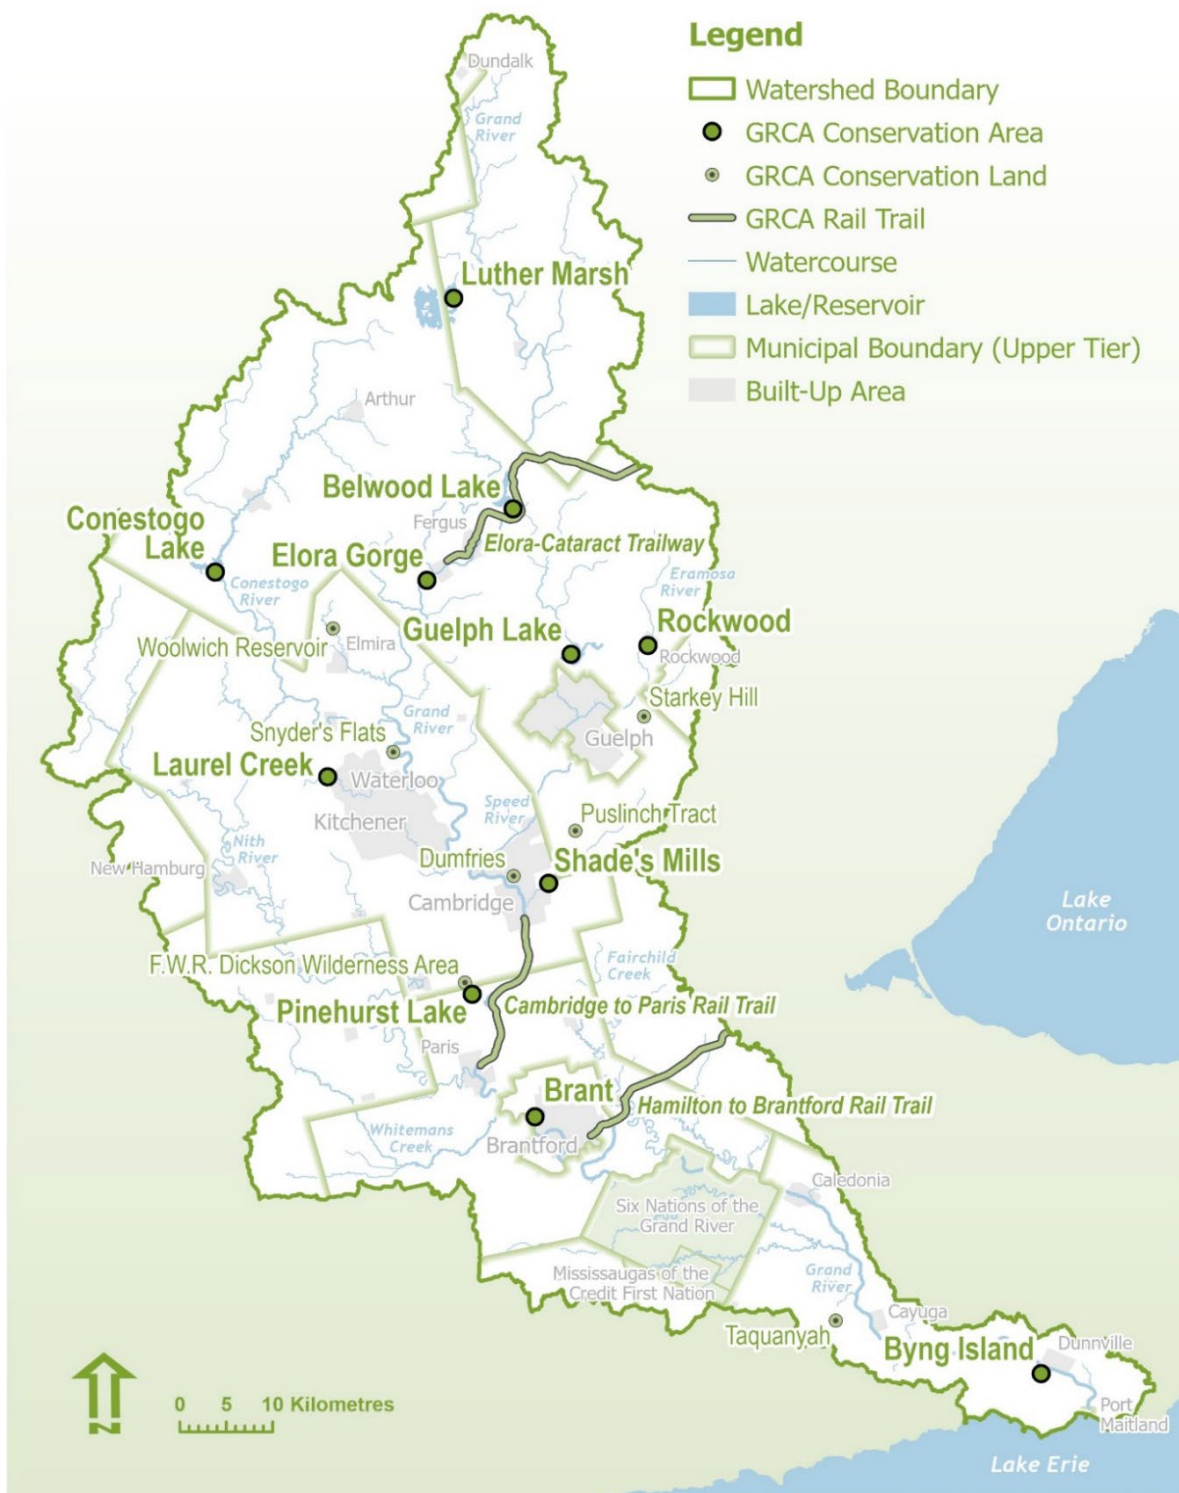 Legend
Watershed Boundary
GRCA Conservation Area
GRCA Conservation Land
GRCA Rail Trail
Watercourse
Lake/Reservoir
Municipal Boundary (Upper Tier)
Built-Up Area
Dundalk
Grand
River
Luther Marsh
Arthur
Belwood Lake
Fergus
Conestogo
Lake
Elora Gorge
Elora-Cataract Trailway
Conestogo
River
Eramosa
River
Guelph Lake
Rockwood
Rockwood
Woolwich Reservoir
Elmira
Starkey Hill
Grand
River
Snyder's Flats
Guelph
Laurel Creek
Waterloo
Kitchener
Speed
River
Puslinch Tract
Nith
River
New Hamburg
Dumfries
Shade's Mills
Cambridge
F.W.R. Dickson Wilderness Area
Fairchild
Creek
Pinehurst Lake
Cambridge to Paris Rail Trail
Paris
Brant
Hamilton to Brantford Rail Trail
Whitemans
Creek
Brantford
Lake
Ontario
Six Nations of the
Grand River
Caledonia
Mississaugas of the
Credit First Nation
Grand
River
Cayuga
Taquanyah
Byng Island
Dunnville
Port
Maitland
N
0 5 10 Kilometres
Lake Erie